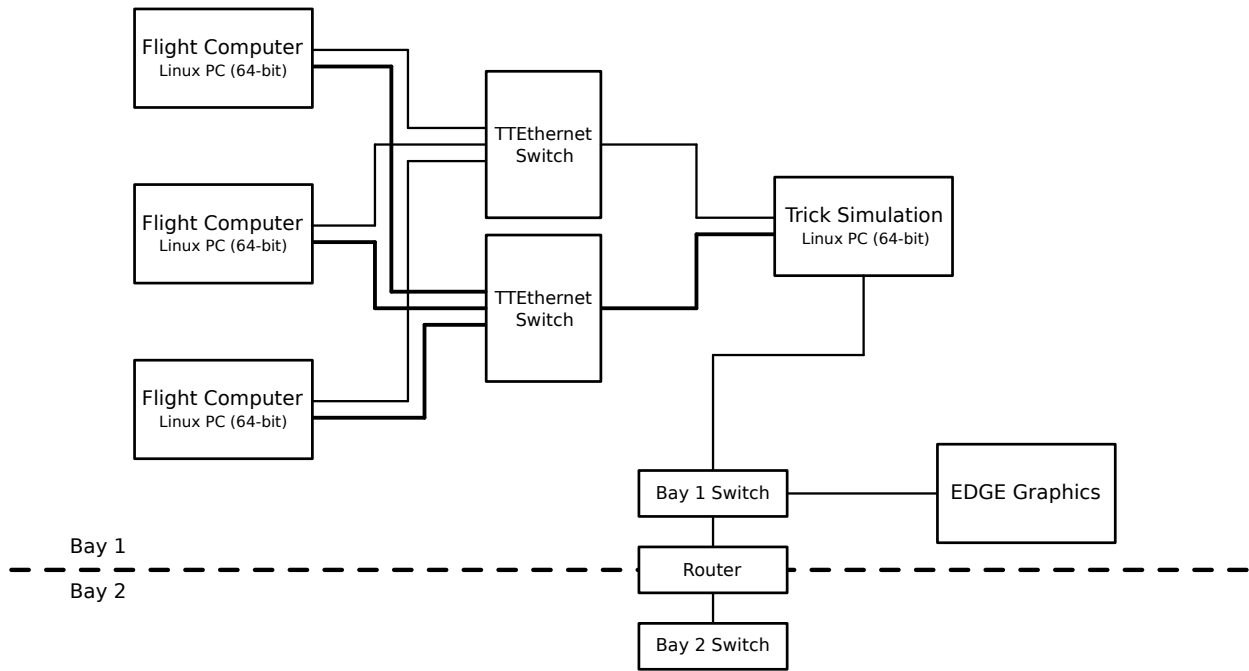 Flight Computer
Linux PC (64-bit)
TTEthernet
Switch
Flight Computer
Linux PC (64-bit)
Trick Simulation
Linux PC (64-bit)
TTEthernet
Switch
Flight Computer
Linux PC (64-bit)
Bay 1 Switch
EDGE Graphics
Bay 1
Router
Bay 2
Bay 2 Switch